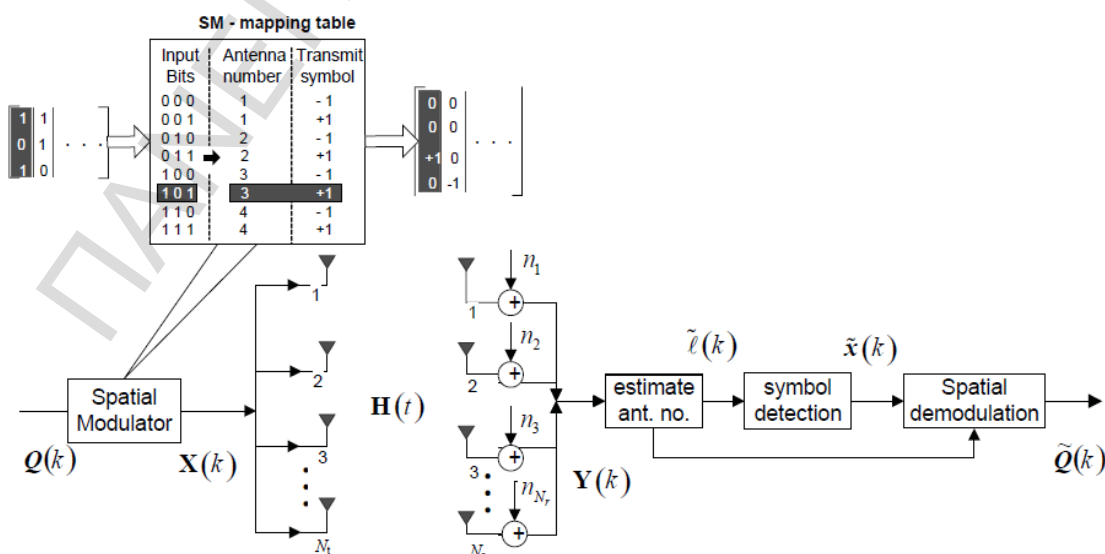 ΠΑΝΕΠ
SM - mapping table
Input Bits Antenna number Transmit symbol
0 0 0 1 - 1
0 0 1 1 +1
0 1 0 2 - 1
0 1 1 2 +1
1 0 0 3 - 1
1 0 1 3 +1
1 1 0 4 - 1
1 1 1 4 +1
1 1
0 1 . . .
1 0
0 0
0 0
+1 0 . . .
0 -1
1
2
3
N_t
Spatial
Modulator
Q(k)
X(k)
H(t)
n_1
n_2
n_3
n_{N_r}
+
+
+
+
1
2
3
Y(k)
estimate
ant. no.
ℓ̃(k)
symbol
detection
x̃(k)
Spatial
demodulation
Q̃(k)